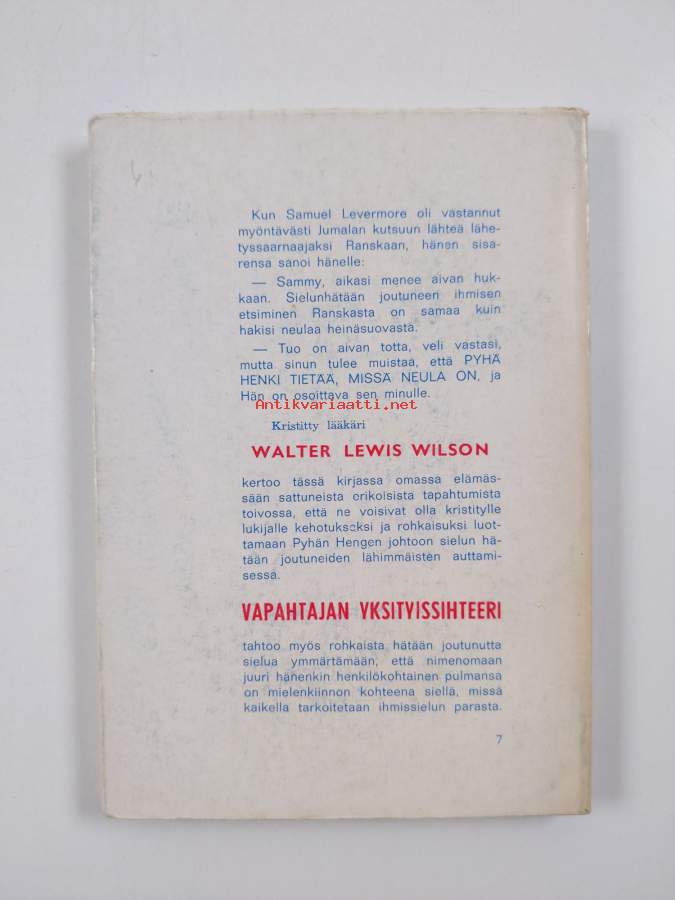 Kun Samuel Levermore oli vastannut
myöntävästi Jumalan kutsuun lähteä lähe-
tyssaarnaajaksi Ranskaan, hänen sisa-
rensa sanoi hänelle:
— Sammy, aikasi menee aivan huk-
kaan. Sielunhätään joutuneen ihmisen
etsiminen Ranskasta on samaa kuin
hakisi neulaa heinäsuovasta.
— Tuo on aivan totta, veli vastasi,
mutta sinun tulee muistaa, että PYHÄ
HENKI TIETÄÄ, MISSÄ NEULA ON, ja
Hän on osoittava sen minulle.
Antikvariaatti.net
Kristitty lääkäri
WALTER LEWIS WILSON
kertoo tässä kirjassa omassa elämäs-
sään sattuneista erikoisista tapahtumista
toivossa, että ne voisivat olla kristitylle
lukijalle kehotukseksi ja rohkaisuksi luot-
tamaan Pyhän Hengen johtoon sielun hä-
tään joutuneiden lähimmäisten auttami-
sessa.
VAPAHTAJAN YKSITYISSIHTEERI
tahtoo myös rohkaista hätään joutunutta
sielua ymmärtämään, että nimenomaan
juuri hänenkin henkilökohtainen pulmansa
on mielenkiinnon kohteena siellä, missä
kaikella tarkoitetaan ihmissielun parasta.
7